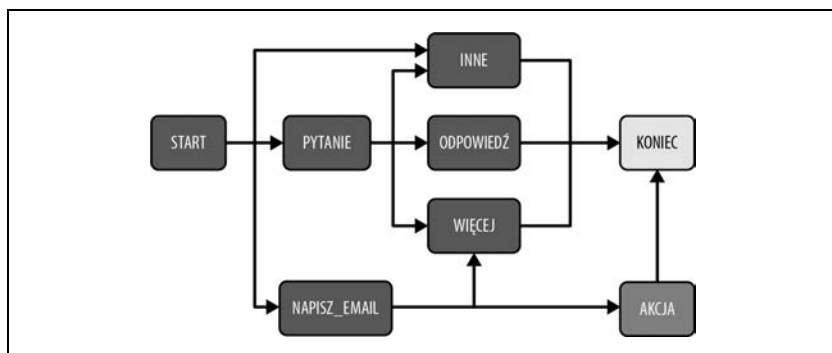 INNE
START
PYTANIE
ODPOWIEDŹ
KONIEC
WIĘCEJ
NAPISZ_EMAIL
AKCJA